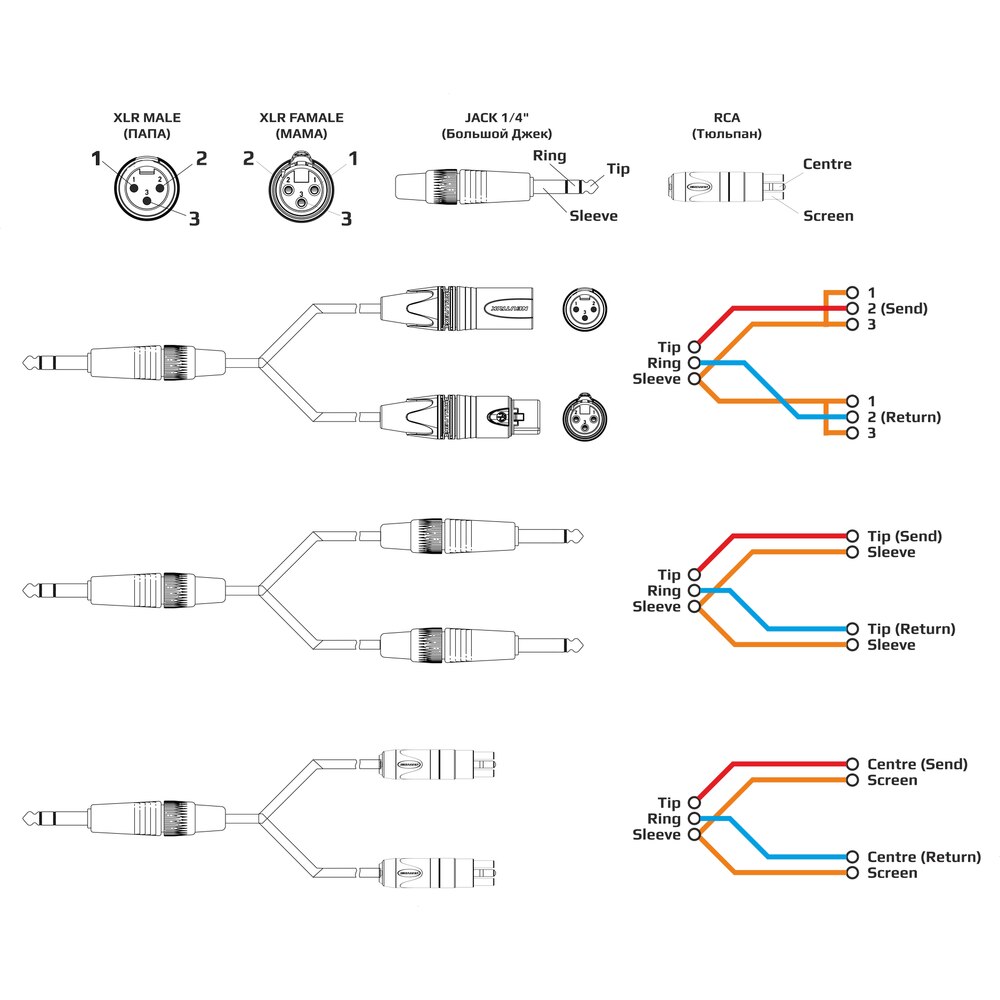 XLR MALE
(ПАПА)
1
2
3
1
2
3
XLR FAMALE
(МАМА)
2
1
3
2
1
3
JACK 1/4"
(Большой Джек)
Ring
Tip
Sleeve
RCA
(Тюльпан)
Centre
Screen
NEUTRIK
Tip
Ring
Sleeve
1
2 (Send)
3
1
2 (Return)
3
Tip
Ring
Sleeve
Tip (Send)
Sleeve
Tip (Return)
Sleeve
Tip
Ring
Sleeve
Centre (Send)
Screen
Centre (Return)
Screen